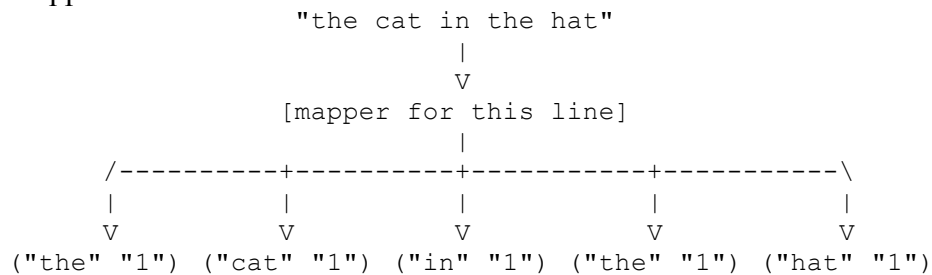 "the cat in the hat"
|
V
[mapper for this line]
|
/----------+----------+-----------+-----------\
| | | | |
V V V V V
("the" "1") ("cat" "1") ("in" "1") ("the" "1") ("hat" "1")